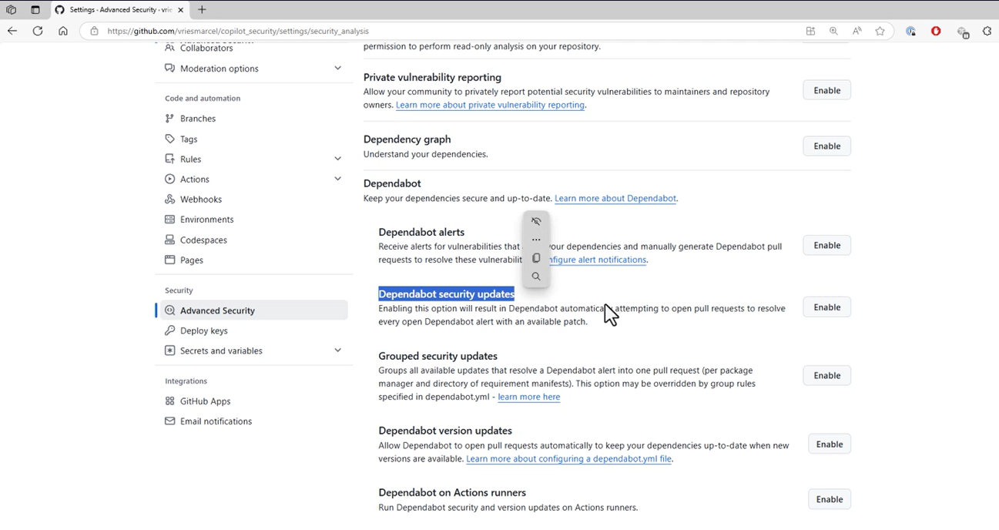 Settings - Advanced Security - vrie
https://github.com/vriesmarcel/copilot_security/settings/security_analysis
Collaborators
Moderation options
Code and automation
Branches
Tags
Rules
Actions
Webhooks
Environments
Codespaces
Pages
Security
Advanced Security
Deploy keys
Secrets and variables
Integrations
GitHub Apps
Email notifications
permission to perform read-only analysis on your repository.
Private vulnerability reporting
Allow your community to privately report potential security vulnerabilities to maintainers and repository
owners. Learn more about private vulnerability reporting.
Enable
Dependency graph
Understand your dependencies.
Enable
Dependabot
Keep your dependencies secure and up-to-date. Learn more about Dependabot.
Dependabot alerts
Receive alerts for vulnerabilities that your dependencies and manually generate Dependabot pull
requests to resolve these vulnerabilit nfigure alert notifications.
Enable
Dependabot security updates
Enabling this option will result in Dependabot automatically attempting to open pull requests to resolve
every open Dependabot alert with an available patch.
Enable
Grouped security updates
Groups all available updates that resolve a Dependabot alert into one pull request (per package
manager and directory of requirement manifests). This option may be overridden by group rules
specified in dependabot.yml - learn more here
Enable
Dependabot version updates
Allow Dependabot to open pull requests automatically to keep your dependencies up-to-date when new
versions are available. Learn more about configuring a dependabot.yml file.
Enable
Dependabot on Actions runners
Run Dependabot security and version updates on Actions runners.
Enable